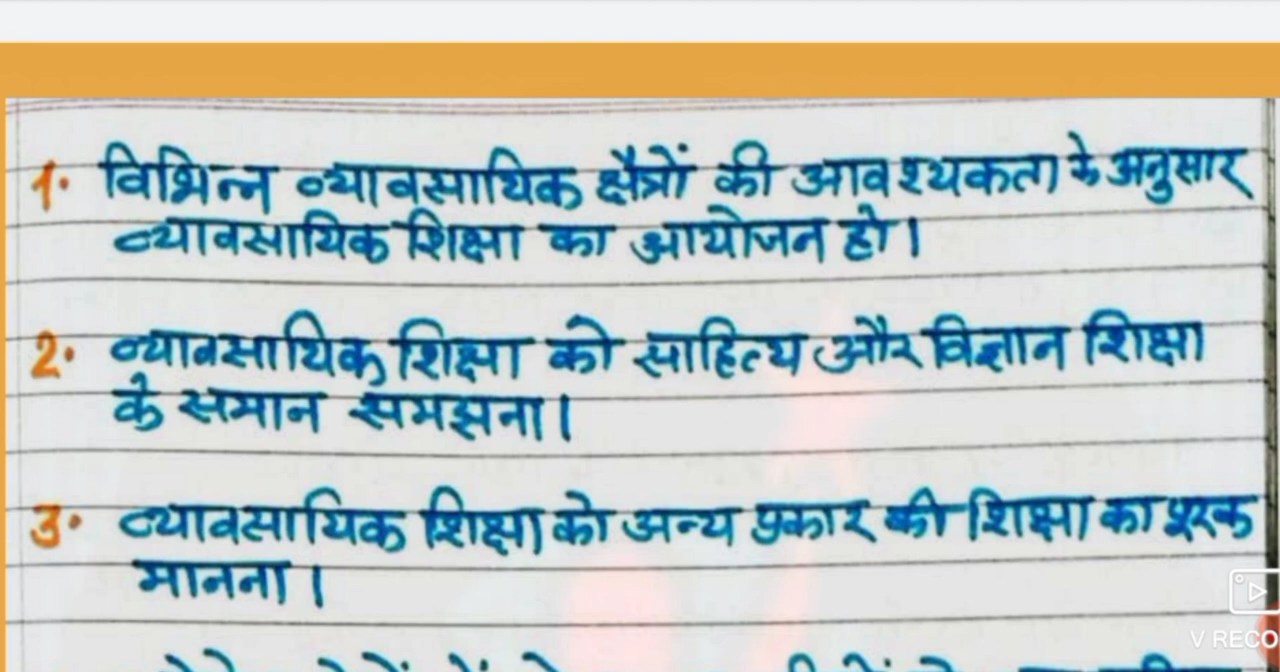 1. विभिन्न व्यावसायिक क्षैत्रों की आवश्यकता के अनुसार
व्यावसायिक शिक्षा का आयोजन हो।
2. व्यावसायिक शिक्षा को साहित्य और विज्ञान शिक्षा
के समान समझना।
3. व्यावसायिक शिक्षा को अन्य प्रकार की शिक्षा का पूरक
मानना।
V RECO